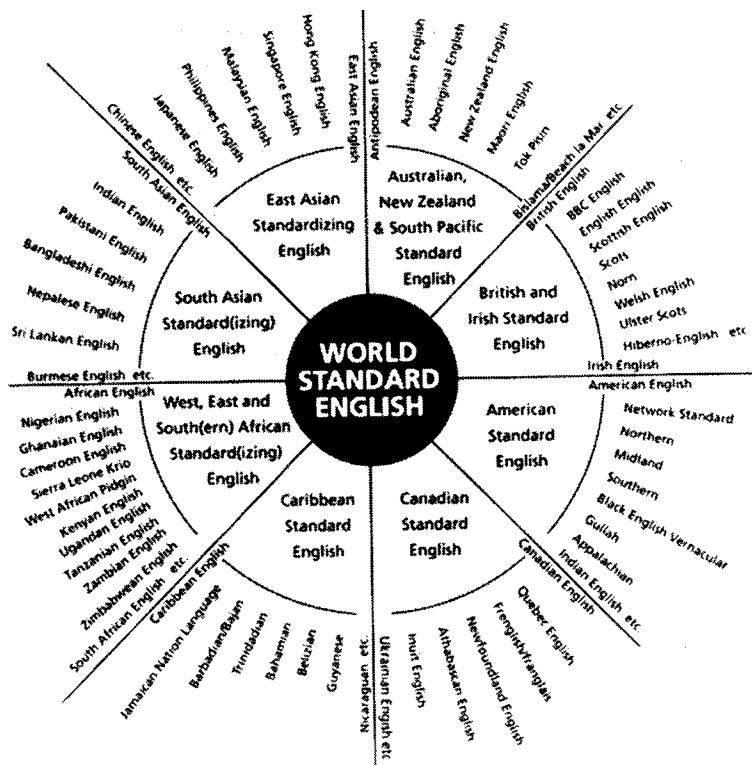 WORLD
STANDARD
ENGLISH
East Asian
Standardizing
English
East Asian English
Hong Kong English
Singapore English
Malaysian English
Philippines English
Japanese English
Chinese English etc.
Australian,
New Zealand
& South Pacific
Standard
English
Antipodean English
Australian English
Aboriginal English
New Zealand English
Maori English
Tok Pisin
Bislama/Beach la Mar etc
British and
Irish Standard
English
British English
BBC English
English English
Scottish English
Scots
Norn
Welsh English
Ulster Scots
Hiberno-English etc
Irish English
American
Standard
English
American English
Network Standard
Northern
Midland
Southern
Black English Vernacular
Gullah
Appalachian
Indian English etc.
Canadian
Standard
English
Canadian English
Quebec English
Frenglish/franglais
Newfoundland English
Athabascan English
Inuit English
Ukrainian English etc
Caribbean
Standard
English
Caribbean English
Jamaican Nation Language
Barbadian/Bajan
Trinidadian
Bahamian
Belizian
Guyanese
Nicaraguan etc.
West, East and
South(ern) African
Standard(izing)
English
African English
Nigerian English
Ghanaian English
Cameroon English
Sierra Leone Krio
West African Pidgin
Kenyan English
Ugandan English
Tanzanian English
Zambian English
Zimbabwean English
South African English etc.
South Asian
Standard(izing)
English
South Asian English
Indian English
Pakistani English
Bangladeshi English
Nepalese English
Sri Lankan English
Burmese English etc.